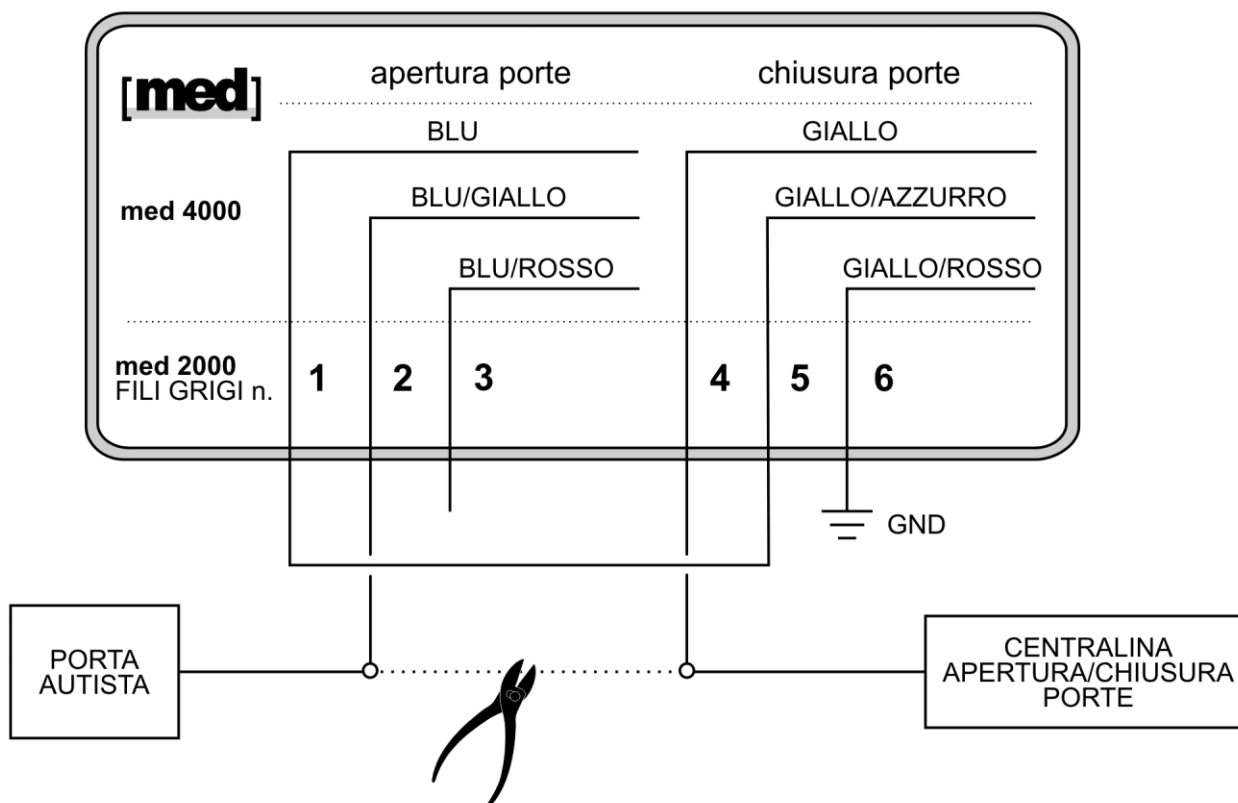 [med]
apertura porte
chiusura porte
BLU
GIALLO
med 4000
BLU/GIALLO
GIALLO/AZZURRO
BLU/ROSSO
GIALLO/ROSSO
med 2000
FILI GRIGI n.
1
2
3
4
5
6
GND
PORTA
AUTISTA
CENTRALINA
APERTURA/CHIUSURA
PORTE